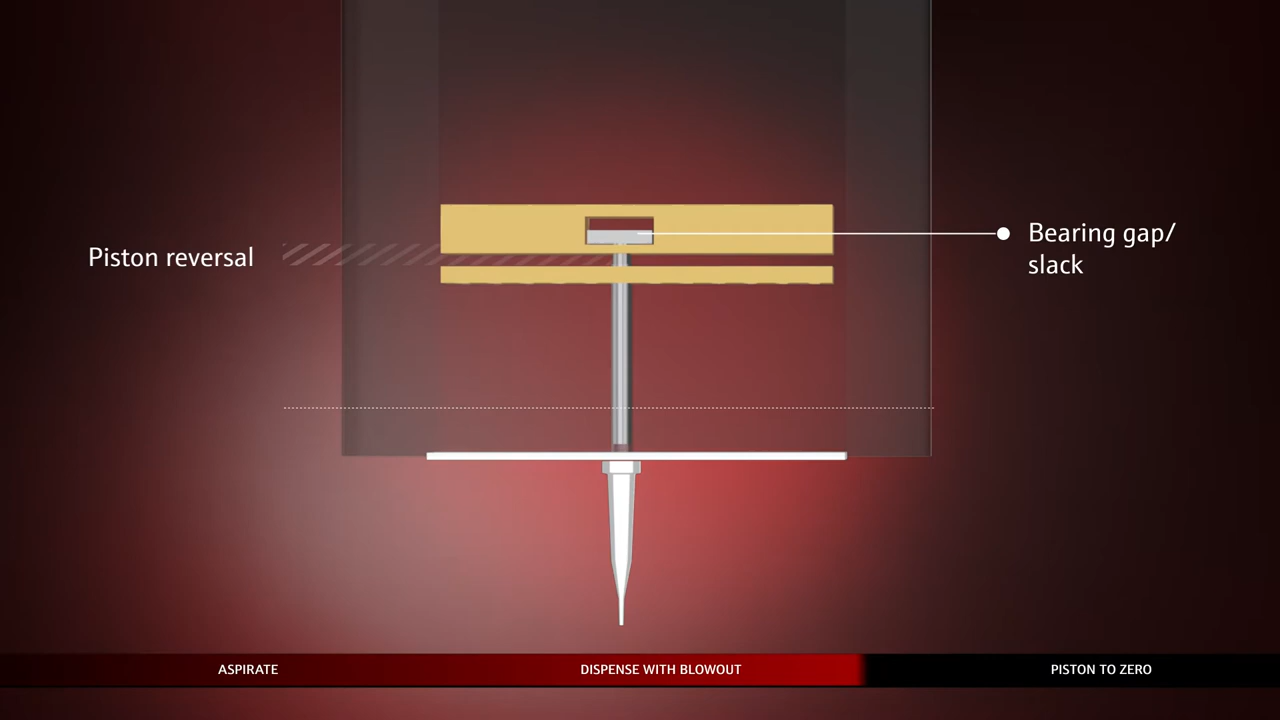 Piston reversal
Bearing gap/
slack
ASPIRATE
DISPENSE WITH BLOWOUT
PISTON TO ZERO